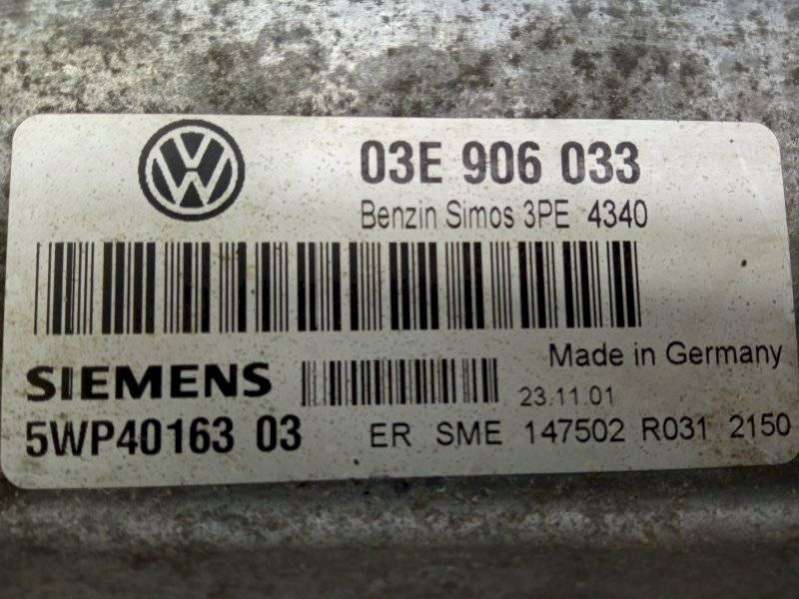 VW
03E 906 033
Benzin Simos 3PE 4340
Made in Germany
SIEMENS
23.11.01
5WP40163 03
ER SME 147502 R031 2150